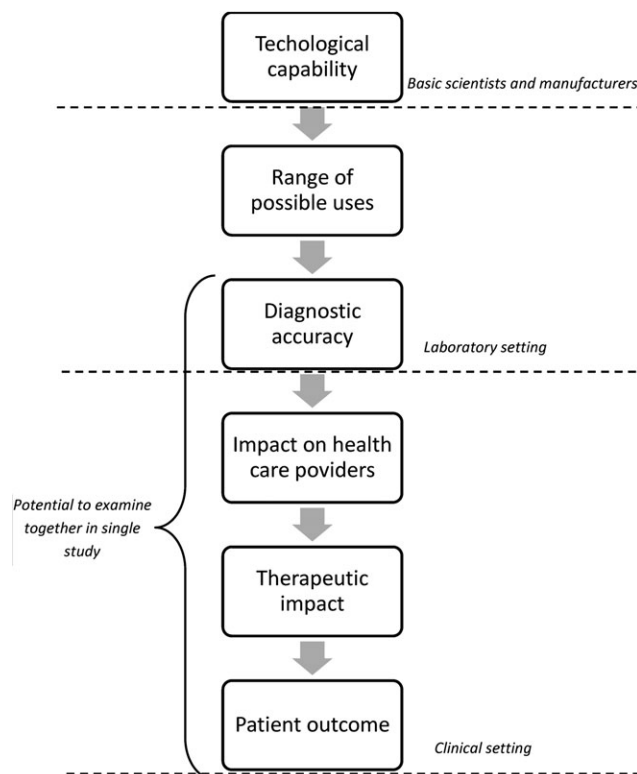 Techological
capability
Basic scientists and manufacturers
Range of
possible uses
Diagnostic
accuracy
Laboratory setting
Impact on health
care poviders
Potential to examine
together in single
study
Therapeutic
impact
Patient outcome
Clinical setting